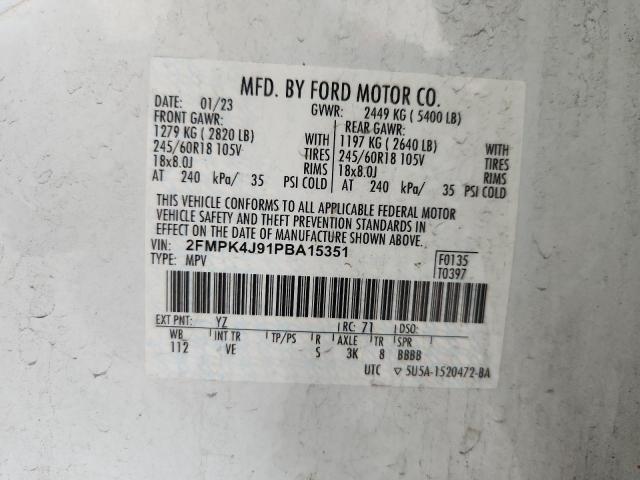 MFD. BY FORD MOTOR CO.
DATE: 01/23 GVWR: 2449 KG ( 5400 LB)
FRONT GAWR: REAR GAWR:
1279 KG ( 2820 LB) WITH 1197 KG ( 2640 LB) WITH
245/60R18 105V TIRES 245/60R18 105V TIRES
18x8.0J RIMS 18x8.0J RIMS
AT 240 kPa/ 35 PSI COLD AT 240 kPa/ 35 PSI COLD
THIS VEHICLE CONFORMS TO ALL APPLICABLE FEDERAL MOTOR
VEHICLE SAFETY AND THEFT PREVENTION STANDARDS IN
EFFECT ON THE DATE OF MANUFACTURE SHOWN ABOVE.
VIN: 2FMPK4J91PBA15351 F0135
TYPE: MPV T0397
EXT PNT: YZ RC: 71 DSO:
WB INT TR TP/PS R AXLE TR SPR
112 VE S 3K 8 BBBB
UTC ▽ 5U5A-1520472-BA